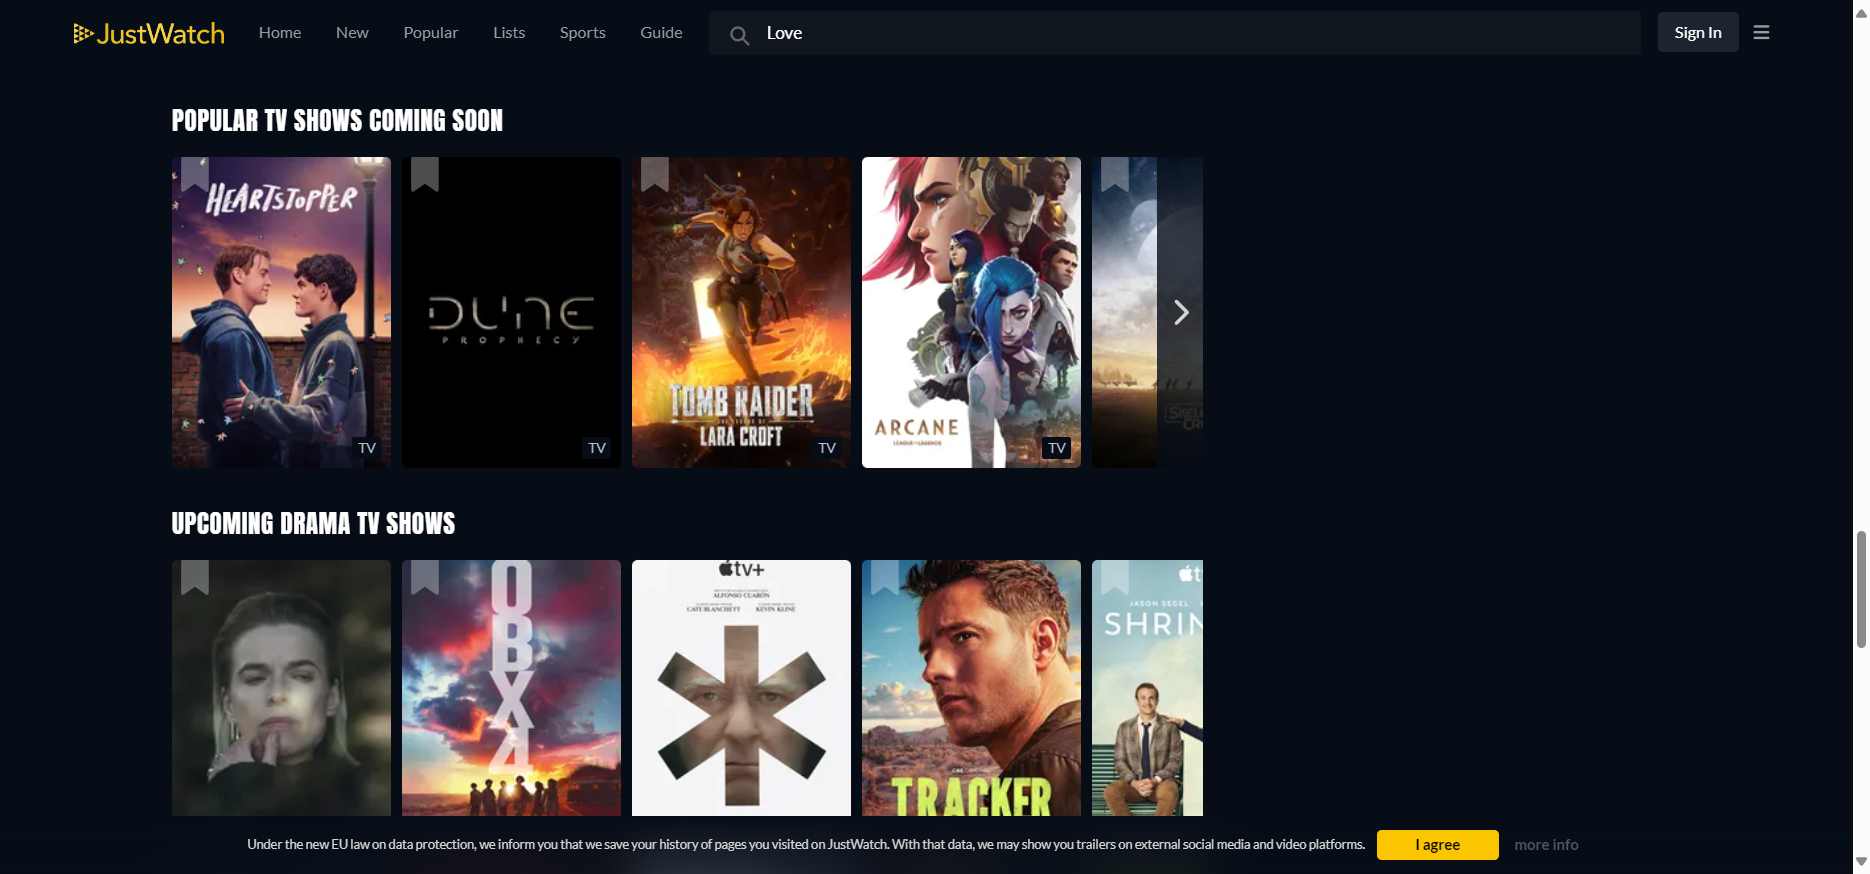 JustWatch
Home New Popular Lists Sports Guide
Love
Sign In
POPULAR TV SHOWS COMING SOON
HEARTSTOPPER
TV
DUNE
PROPHECY
TV
TOMB RAIDER
THE LEGEND OF
LARA CROFT
TV
ARCANE
LEAGUE OF LEGENDS
TV
SKEL
CR
UPCOMING DRAMA TV SHOWS
OBX4
tv+
ALFONSO CUARÓN
CATE BLANCHETT KEVIN KLINE
TRACKER
JASON SEGEL
SHRIN
Under the new EU law on data protection, we inform you that we save your history of pages you visited on JustWatch. With that data, we may show you trailers on external social media and video platforms.
I agree
more info